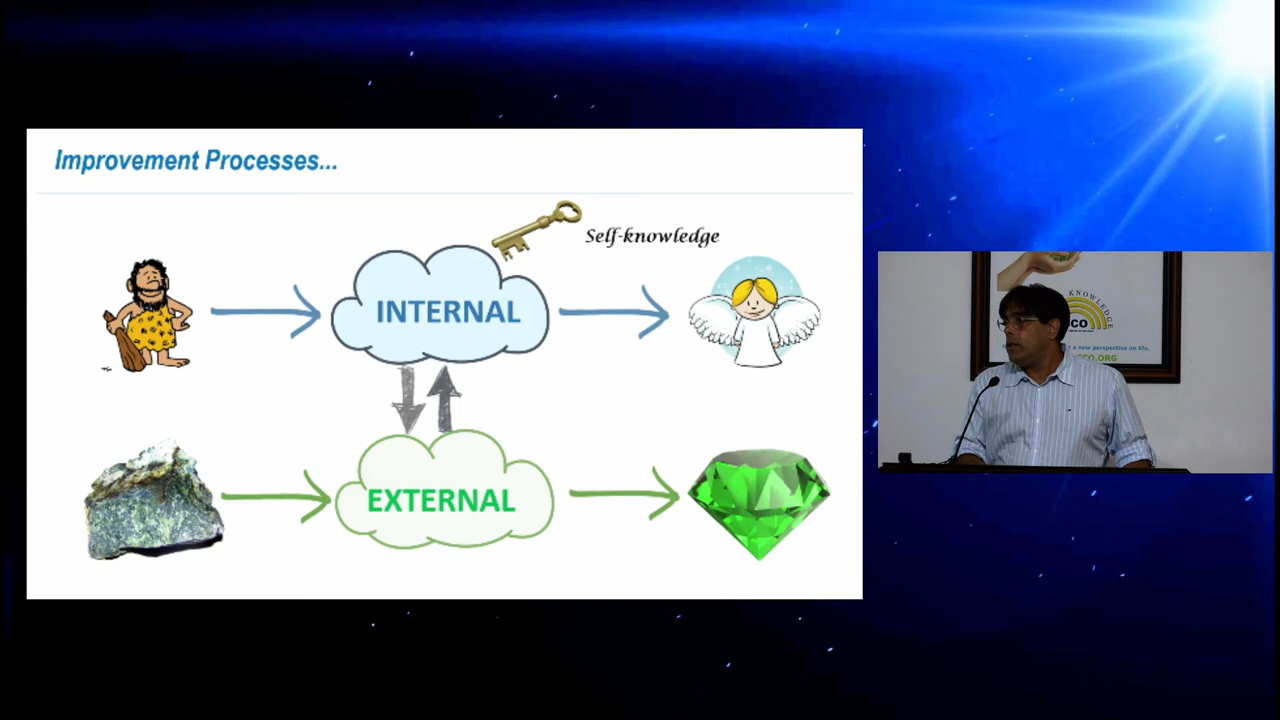 Improvement Processes...
Self-knowledge
INTERNAL
EXTERNAL
KNOWLEDGE
a new perspective on life.